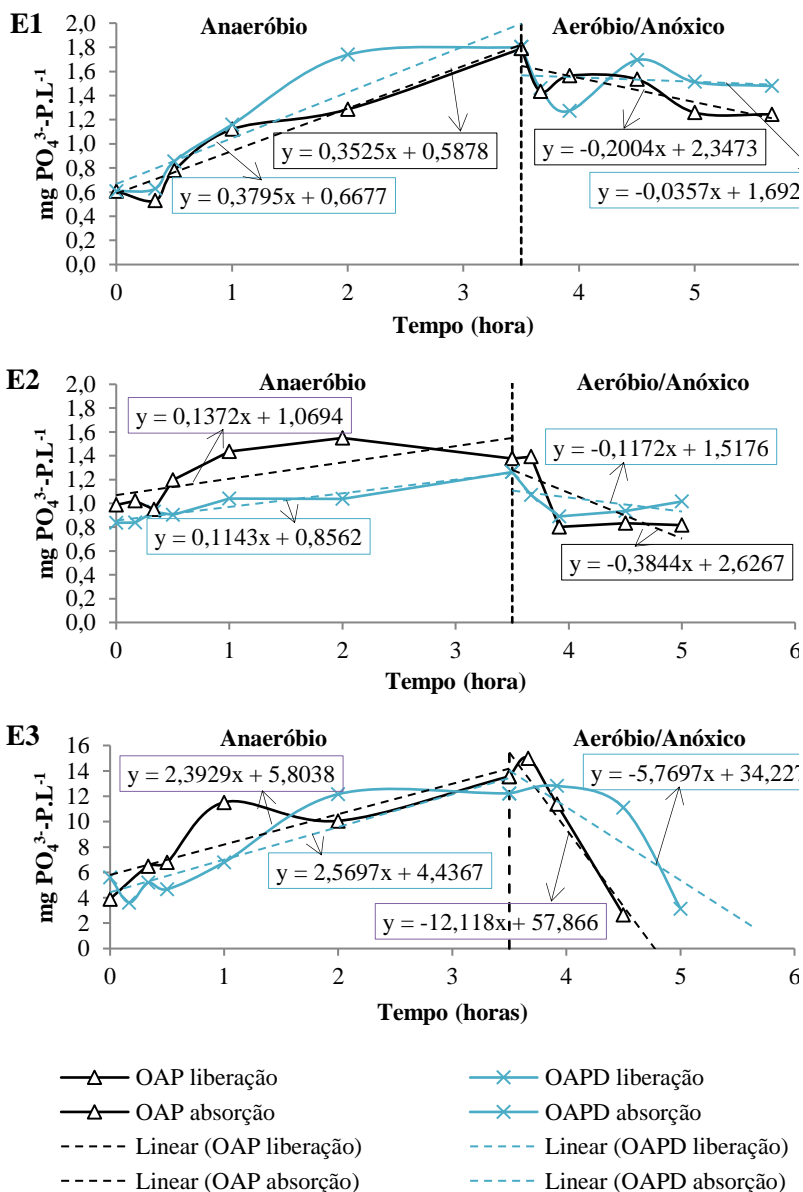 E1
Anaeróbio
Aeróbio/Anóxico
mg PO₄³⁻-P.L⁻¹
2,0
1,8
1,6
1,4
1,2
1,0
0,8
0,6
0,4
0,2
0,0
y = 0,3525x + 0,5878
y = 0,3795x + 0,6677
y = -0,2004x + 2,3473
y = -0,0357x + 1,692
0
1
2
3
4
5
Tempo (hora)
E2
Anaeróbio
Aeróbio/Anóxico
mg PO₄³⁻-P.L⁻¹
2,0
1,8
1,6
1,4
1,2
1,0
0,8
0,6
0,4
0,2
0,0
y = 0,1372x + 1,0694
y = -0,1172x + 1,5176
y = 0,1143x + 0,8562
y = -0,3844x + 2,6267
0
1
2
3
4
5
6
Tempo (hora)
E3
Anaeróbio
Aeróbio/Anóxico
mg PO₄³⁻-P.L⁻¹
16
14
12
10
8
6
4
2
0
y = 2,3929x + 5,8038
y = -5,7697x + 34,227
y = 2,5697x + 4,4367
y = -12,118x + 57,866
0
1
2
3
4
5
6
Tempo (horas)
OAP liberação
OAPD liberação
OAP absorção
OAPD absorção
Linear (OAP liberação)
Linear (OAPD liberação)
Linear (OAP absorção)
Linear (OAPD absorção)